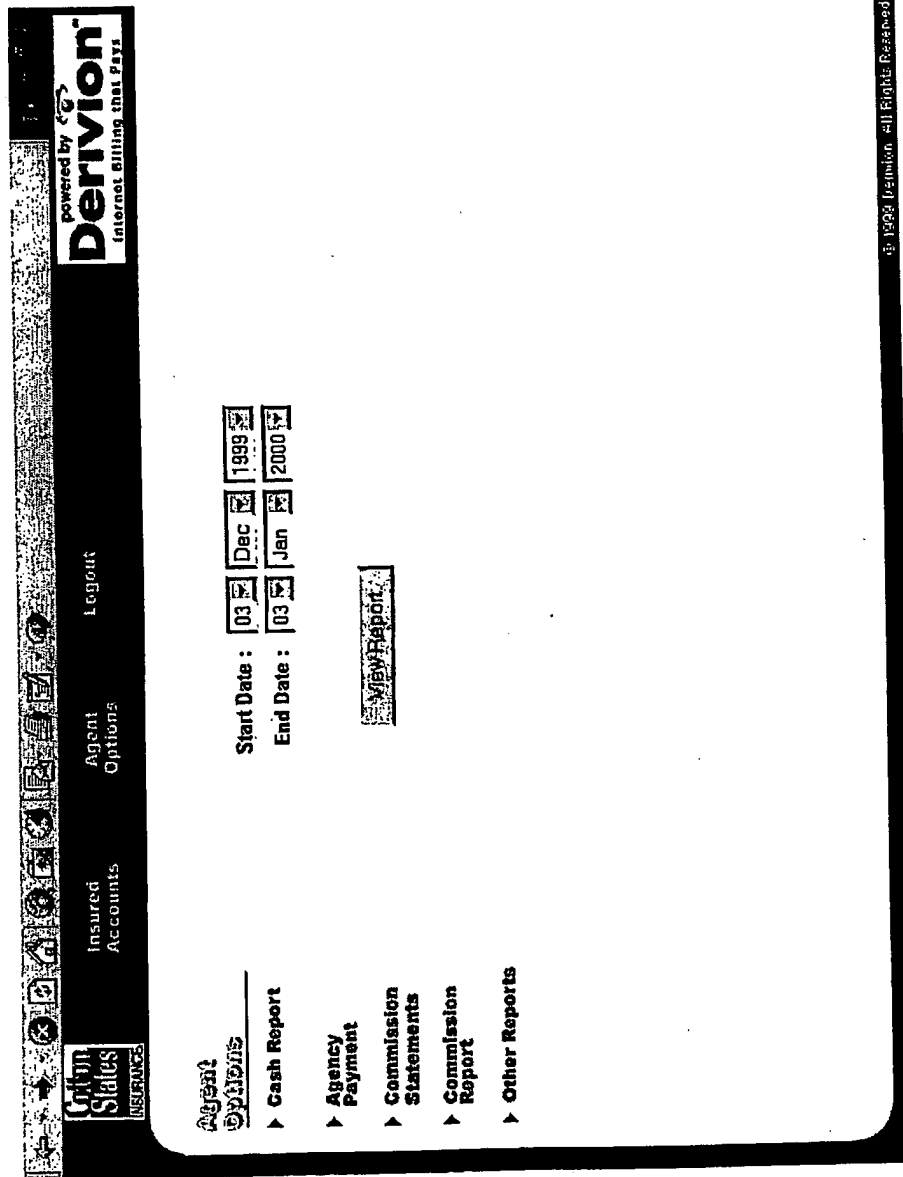 Cotton
States
INSURANCE
Insured
Accounts
Agent
Options
Logout
powered by
Derivion
Internet Billing that Pays
Agent
Options
Cash Report
Agency
Payment
Commission
Statements
Commission
Report
Other Reports
Start Date : 03 Dec 1999
End Date : 03 Jan 2000
View Report
© 1999 Derivion All Rights Reserved